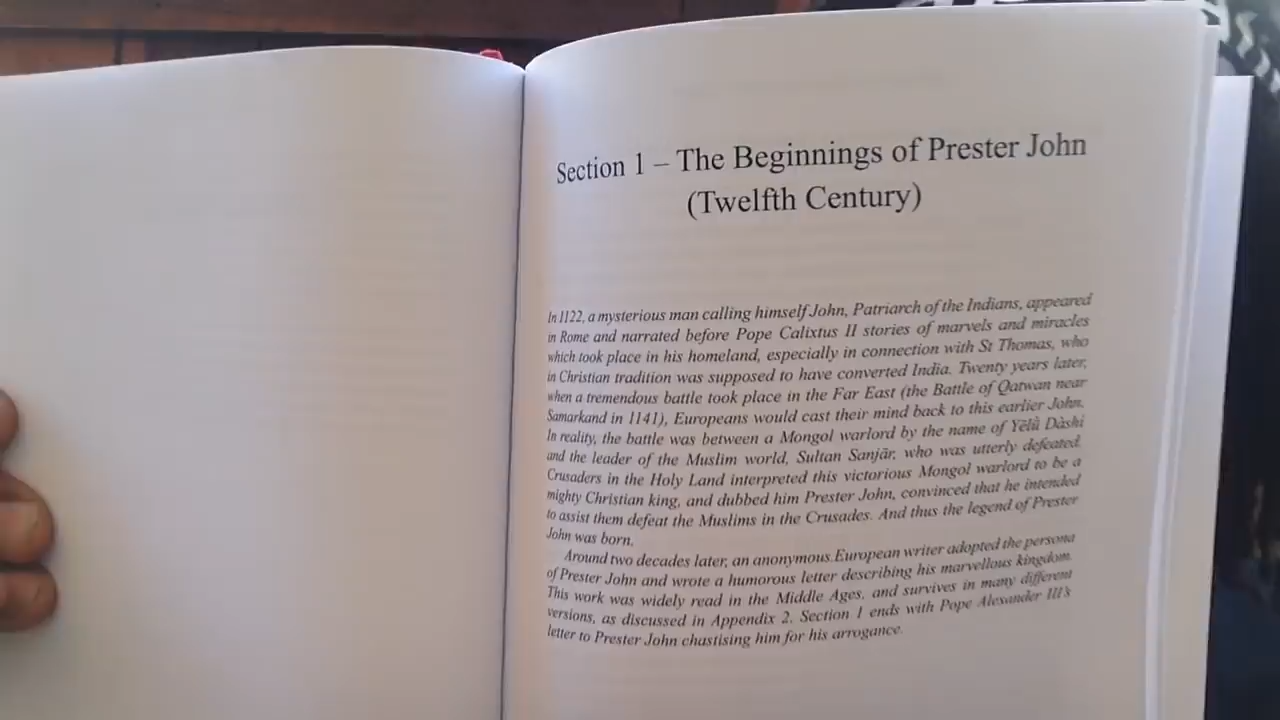 Section 1 – The Beginnings of Prester John
(Twelfth Century)
In 1122, a mysterious man calling himself John, Patriarch of the Indians, appeared
in Rome and narrated before Pope Calixtus II stories of marvels and miracles
which took place in his homeland, especially in connection with St Thomas, who
in Christian tradition was supposed to have converted India. Twenty years later,
when a tremendous battle took place in the Far East (the Battle of Qatwan near
Samarkand in 1141), Europeans would cast their mind back to this earlier John.
In reality, the battle was between a Mongol warlord by the name of Yēlǜ Dàshí
and the leader of the Muslim world, Sultan Sanjār, who was utterly defeated.
Crusaders in the Holy Land interpreted this victorious Mongol warlord to be a
mighty Christian king, and dubbed him Prester John, convinced that he intended
to assist them defeat the Muslims in the Crusades. And thus the legend of Prester
John was born.
Around two decades later, an anonymous European writer adopted the persona
of Prester John and wrote a humorous letter describing his marvellous kingdom.
This work was widely read in the Middle Ages, and survives in many different
versions, as discussed in Appendix 2. Section 1 ends with Pope Alexander III's
letter to Prester John chastising him for his arrogance.